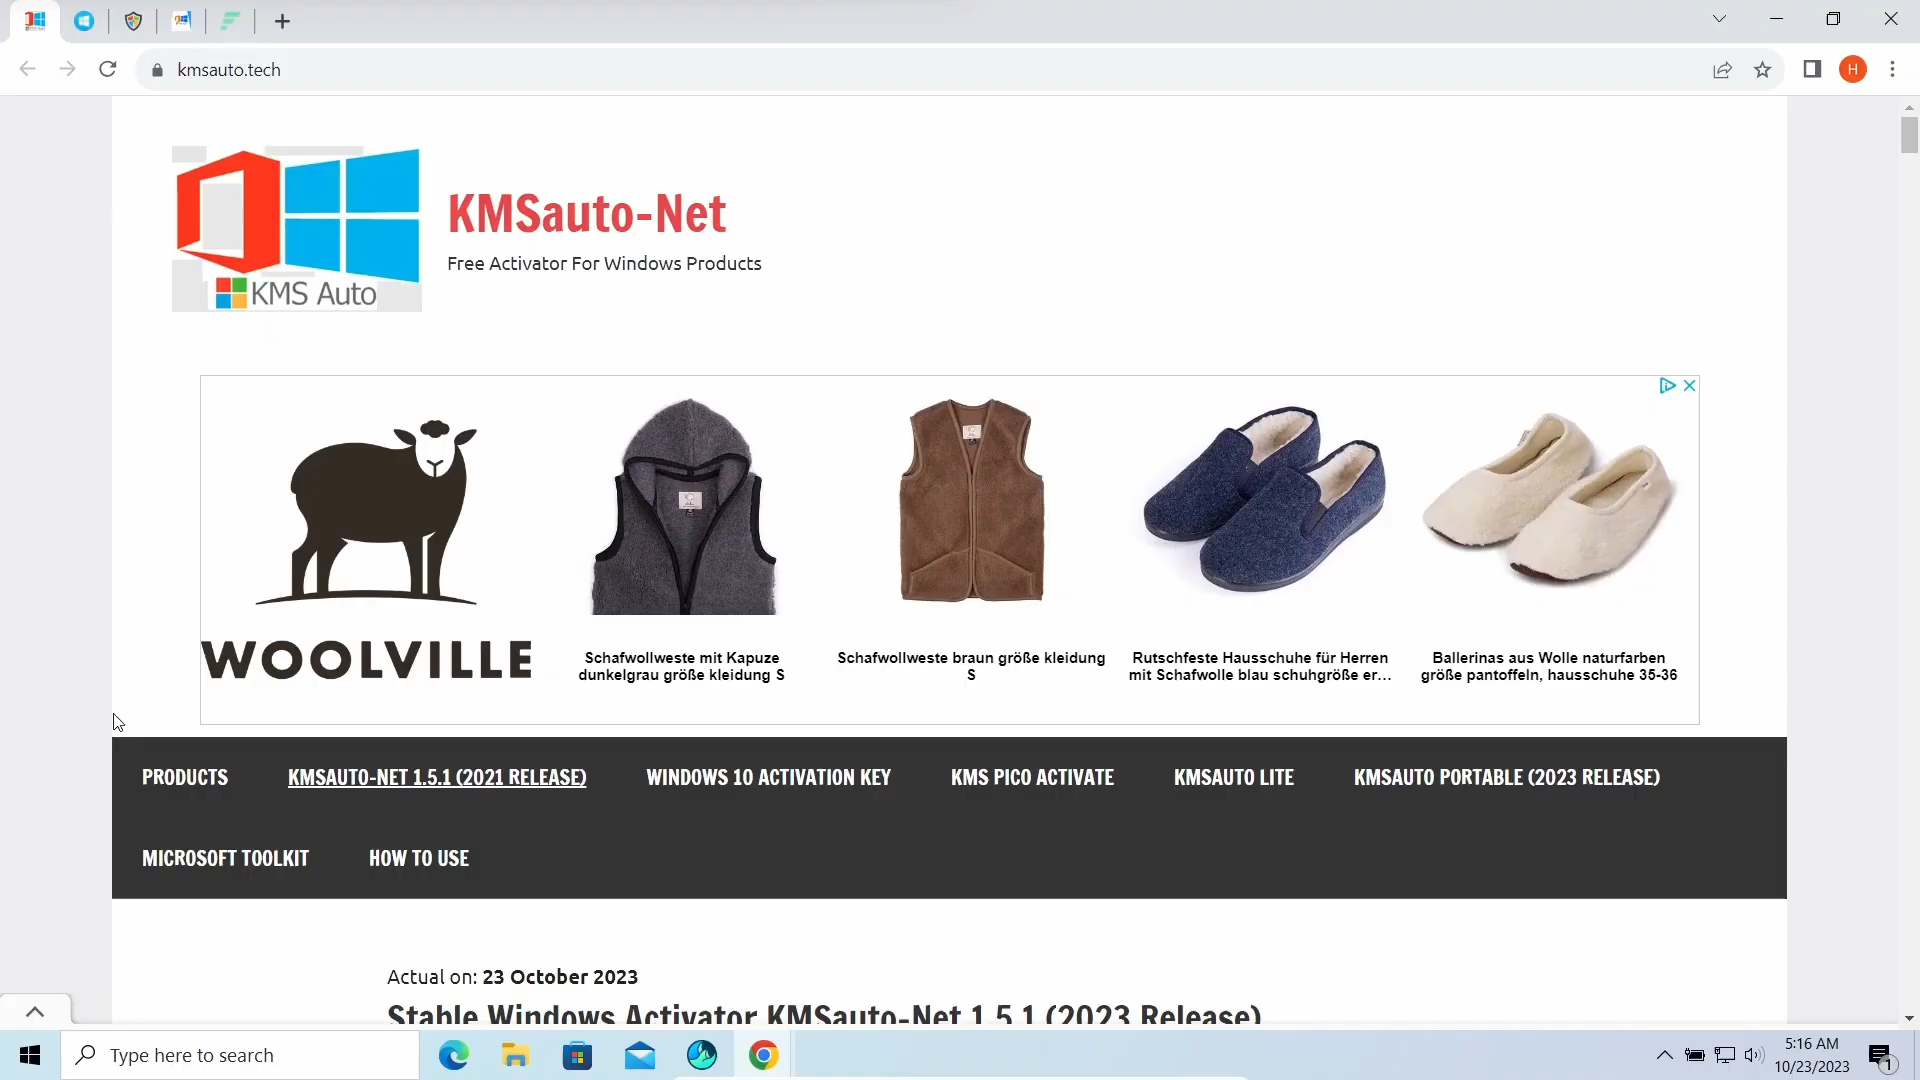 kmsauto.tech
H
KMS Auto
KMSauto-Net
Free Activator For Windows Products
WOOLVILLE
Schafwollweste mit Kapuze
dunkelgrau größe kleidung S
Schafwollweste braun größe kleidung
S
Rutschfeste Hausschuhe für Herren
mit Schafwolle blau schuhgröße er...
Ballerinas aus Wolle naturfarben
größe pantoffeln, hausschuhe 35-36
PRODUCTS
KMSAUTO-NET 1.5.1 (2021 RELEASE)
WINDOWS 10 ACTIVATION KEY
KMS PICO ACTIVATE
KMSAUTO LITE
KMSAUTO PORTABLE (2023 RELEASE)
MICROSOFT TOOLKIT
HOW TO USE
Actual on: 23 October 2023
Stable Windows Activator KMSauto-Net 1.5.1 (2023 Release)
Type here to search
5:16 AM
10/23/2023
1